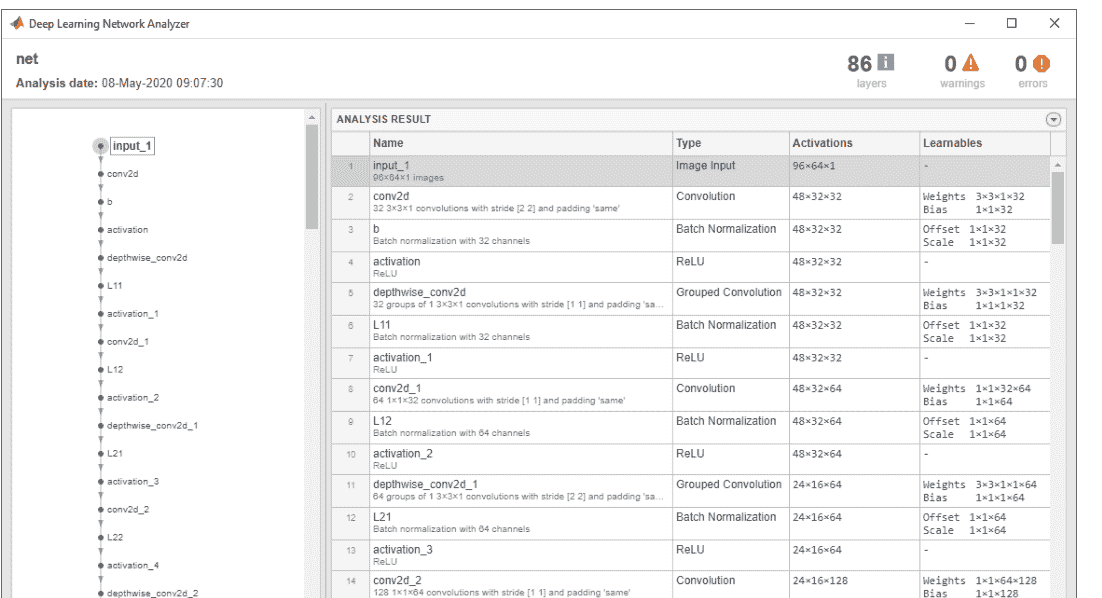 Deep Learning Network Analyzer
net
Analysis date: 08-May-2020 09:07:30
86 i
layers
0
warnings
0
errors
input_1
conv2d
b
activation
depthwise_conv2d
L11
activation_1
conv2d_1
L12
activation_2
depthwise_conv2d_1
L21
activation_3
conv2d_2
L22
activation_4
depthwise_conv2d_2
ANALYSIS RESULT
Name Type Activations Learnables
1 input_1 Image Input 96×64×1 -
96×64×1 images
2 conv2d Convolution 48×32×32 Weights 3×3×1×32
32 3×3×1 convolutions with stride [2 2] and padding 'same' Bias 1×1×32
3 b Batch Normalization 48×32×32 Offset 1×1×32
Batch normalization with 32 channels Scale 1×1×32
4 activation ReLU 48×32×32 -
ReLU
5 depthwise_conv2d Grouped Convolution 48×32×32 Weights 3×3×1×1×32
32 groups of 1 3×3×1 convolutions with stride [1 1] and padding 'sa... Bias 1×1×1×32
6 L11 Batch Normalization 48×32×32 Offset 1×1×32
Batch normalization with 32 channels Scale 1×1×32
7 activation_1 ReLU 48×32×32 -
ReLU
8 conv2d_1 Convolution 48×32×64 Weights 1×1×32×64
64 1×1×32 convolutions with stride [1 1] and padding 'same' Bias 1×1×64
9 L12 Batch Normalization 48×32×64 Offset 1×1×64
Batch normalization with 64 channels Scale 1×1×64
10 activation_2 ReLU 48×32×64 -
ReLU
11 depthwise_conv2d_1 Grouped Convolution 24×16×64 Weights 3×3×1×1×64
64 groups of 1 3×3×1 convolutions with stride [2 2] and padding 'sa... Bias 1×1×1×64
12 L21 Batch Normalization 24×16×64 Offset 1×1×64
Batch normalization with 64 channels Scale 1×1×64
13 activation_3 ReLU 24×16×64 -
ReLU
14 conv2d_2 Convolution 24×16×128 Weights 1×1×64×128
128 1×1×64 convolutions with stride [1 1] and padding 'same' Bias 1×1×128